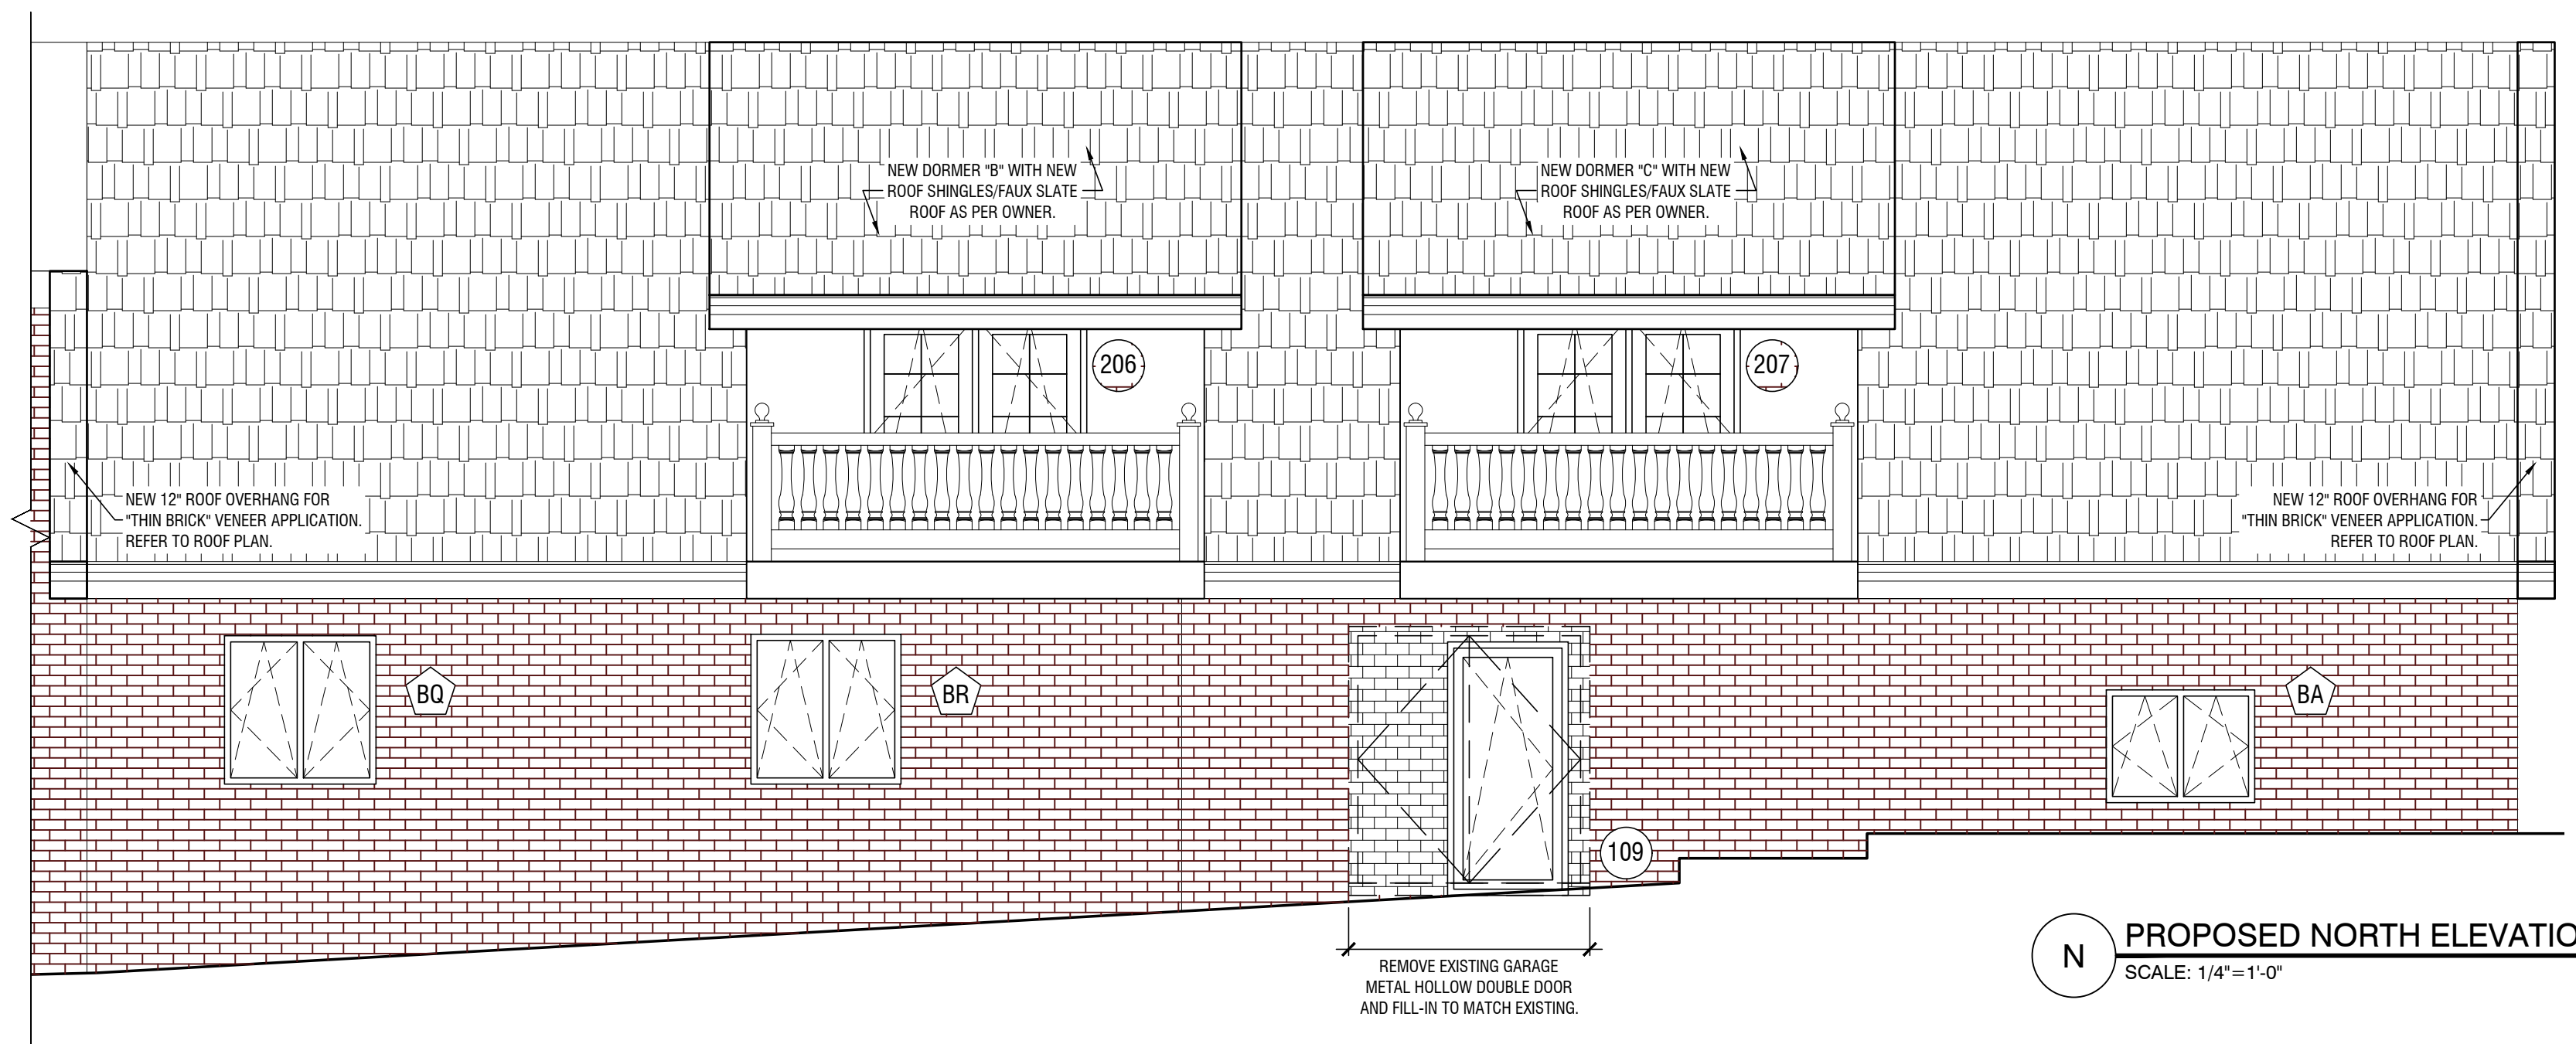 NEW DORMER "B" WITH NEW
ROOF SHINGLES/FAUX SLATE
ROOF AS PER OWNER.
NEW DORMER "C" WITH NEW
ROOF SHINGLES/FAUX SLATE
ROOF AS PER OWNER.
206
207
NEW 12" ROOF OVERHANG FOR
"THIN BRICK" VENEER APPLICATION.
REFER TO ROOF PLAN.
NEW 12" ROOF OVERHANG FOR
"THIN BRICK" VENEER APPLICATION.
REFER TO ROOF PLAN.
BQ
BR
BA
109
REMOVE EXISTING GARAGE
METAL HOLLOW DOUBLE DOOR
AND FILL-IN TO MATCH EXISTING.
N
PROPOSED NORTH ELEVATIO
SCALE: 1/4"=1'-0"